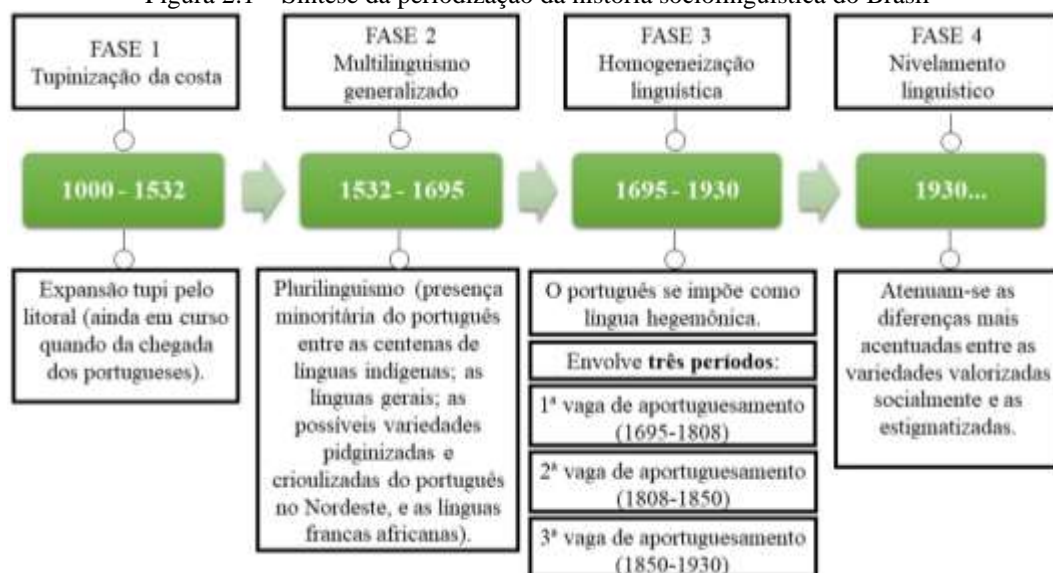 Figura 2.1 – Síntese da periodização da história sociolinguística do Brasil
FASE 1
Tupinização da costa
1000 - 1532
Expansão tupi pelo
litoral (ainda em curso
quando da chegada
dos portugueses).
FASE 2
Multilinguismo
generalizado
1532 - 1695
Plurilinguismo (presença
minoritária do português
entre as centenas de
línguas indígenas; as
línguas gerais; as
possíveis variedades
pidginizadas e
crioulizadas do português
no Nordeste, e as línguas
francas africanas).
FASE 3
Homogeneização
linguística
1695 - 1930
O português se impõe como
língua hegemônica.
Envolve três períodos:
1ª vaga de aportuguesamento
(1695-1808)
2ª vaga de aportuguesamento
(1808-1850)
3ª vaga de aportuguesamento
(1850-1930)
FASE 4
Nivelamento
linguístico
1930...
Atenuam-se as
diferenças mais
acentuadas entre as
variedades valorizadas
socialmente e as
estigmatizadas.